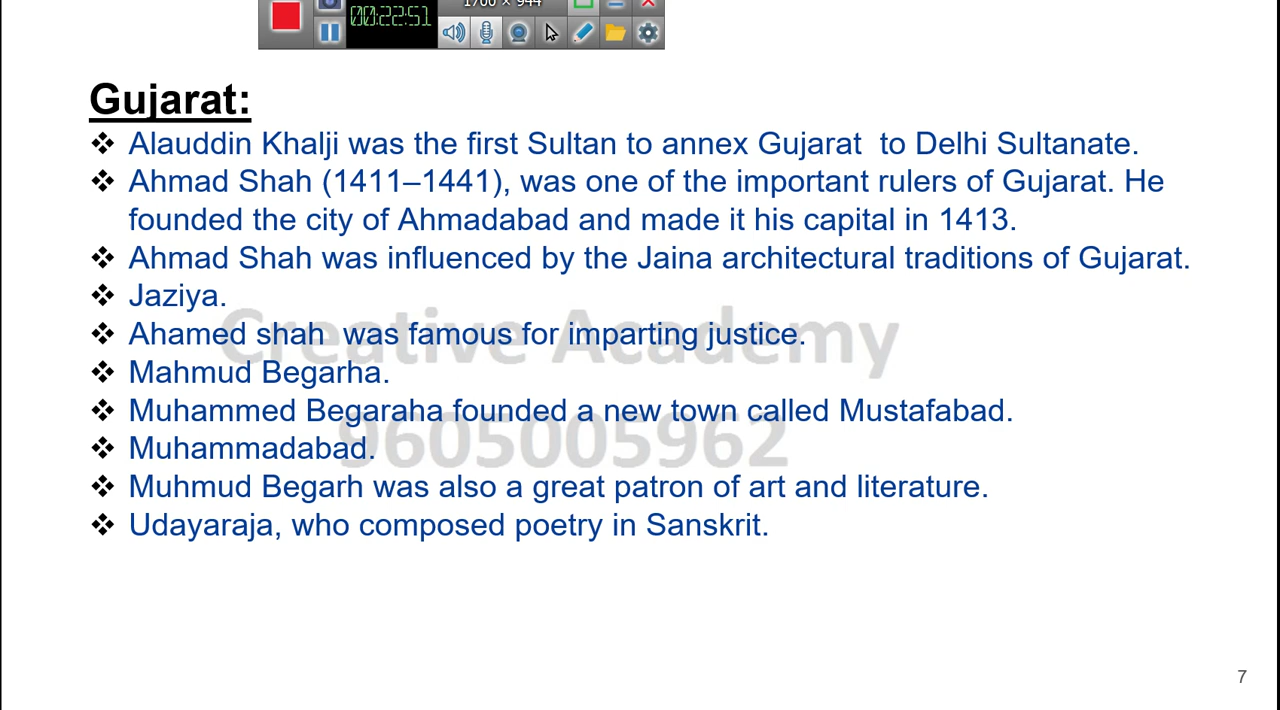 1700 × 944
00:22:51
Gujarat:
❖ Alauddin Khalji was the first Sultan to annex Gujarat to Delhi Sultanate.
❖ Ahmad Shah (1411–1441), was one of the important rulers of Gujarat. He
founded the city of Ahmadabad and made it his capital in 1413.
❖ Ahmad Shah was influenced by the Jaina architectural traditions of Gujarat.
❖ Jaziya.
❖ Ahamed shah was famous for imparting justice.
Creative Academy
❖ Mahmud Begarha.
❖ Muhammed Begaraha founded a new town called Mustafabad.
9605005962
❖ Muhammadabad.
❖ Muhmud Begarh was also a great patron of art and literature.
❖ Udayaraja, who composed poetry in Sanskrit.
7